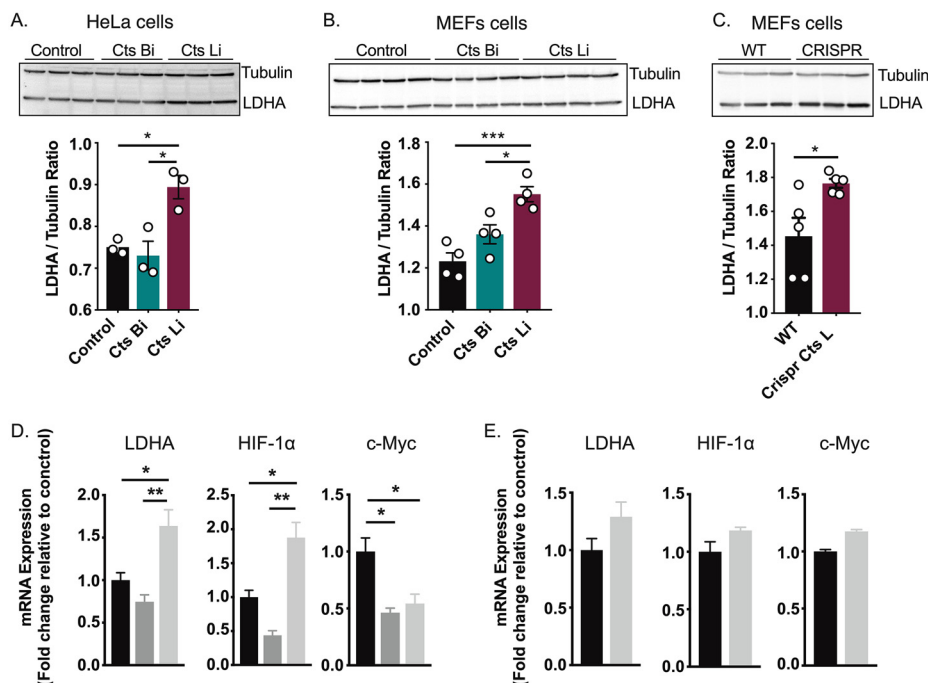 A.
HeLa cells
Control Cts Bi Cts Li
Tubulin
LDHA
LDHA / Tubulin Ratio
*
*
1.0
0.9
0.8
0.7
0.6
Control
Cts Bi
Cts Li
B.
MEFs cells
Control Cts Bi Cts Li
Tubulin
LDHA
LDHA / Tubulin Ratio
***
*
1.8
1.6
1.4
1.2
1.0
Control
Cts Bi
Cts Li
C.
MEFs cells
WT CRISPR
Tubulin
LDHA
LDHA / Tubulin Ratio
*
2.0
1.8
1.6
1.4
1.2
1.0
WT
Crispr Cts L
D.
mRNA Expression
(Fold change relative to conctrol)
LDHA
*
**
2.0
1.5
1.0
0.5
0.0
HIF-1α
*
**
2.5
2.0
1.5
1.0
0.5
0.0
c-Myc
*
*
1.5
1.0
0.5
0.0
E.
mRNA Expression
(Fold change relative to conctrol)
LDHA
1.5
1.0
0.5
0.0
HIF-1α
1.5
1.0
0.5
0.0
c-Myc
1.5
1.0
0.5
0.0